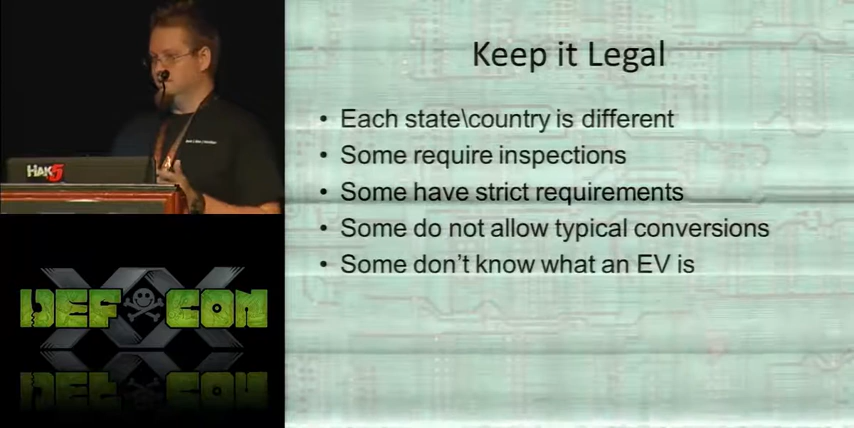 Keep it Legal
• Each state\country is different
• Some require inspections
• Some have strict requirements
• Some do not allow typical conversions
• Some don't know what an EV is
HAK5
DEF CON
XX